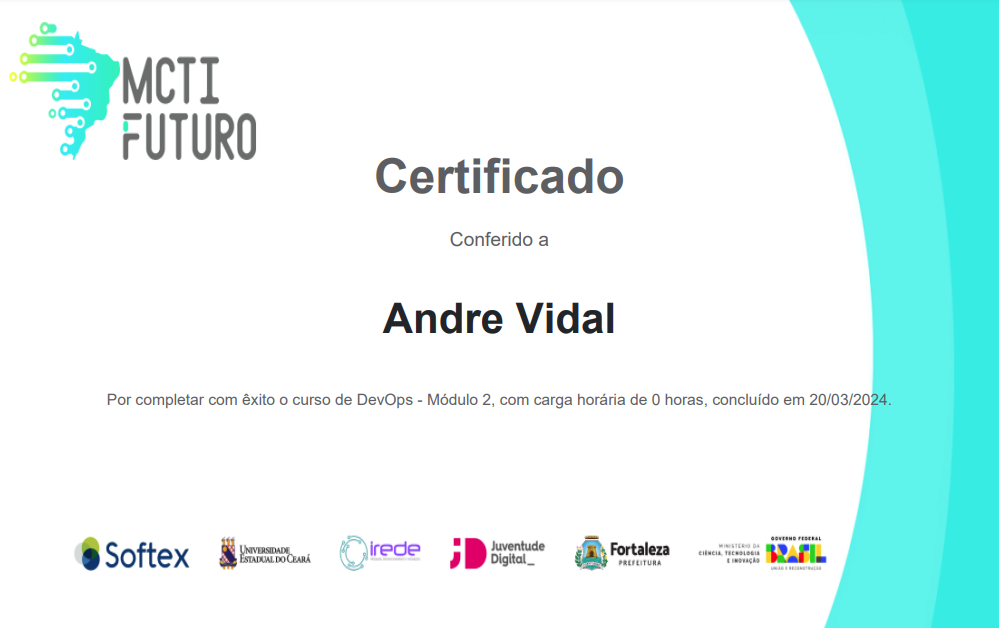 MCTI
FUTURO
Certificado
Conferido a
Andre Vidal
Por completar com êxito o curso de DevOps - Módulo 2, com carga horária de 0 horas, concluído em 20/03/2024.
Softex
UNIVERSIDADE
ESTADUAL DO CEARÁ
irede
Juventude
Digital_
Fortaleza
PREFEITURA
MINISTÉRIO DA
CIÊNCIA, TECNOLOGIA
E INOVAÇÃO
GOVERNO FEDERAL
BRASIL
UNIÃO E RECONSTRUÇÃO